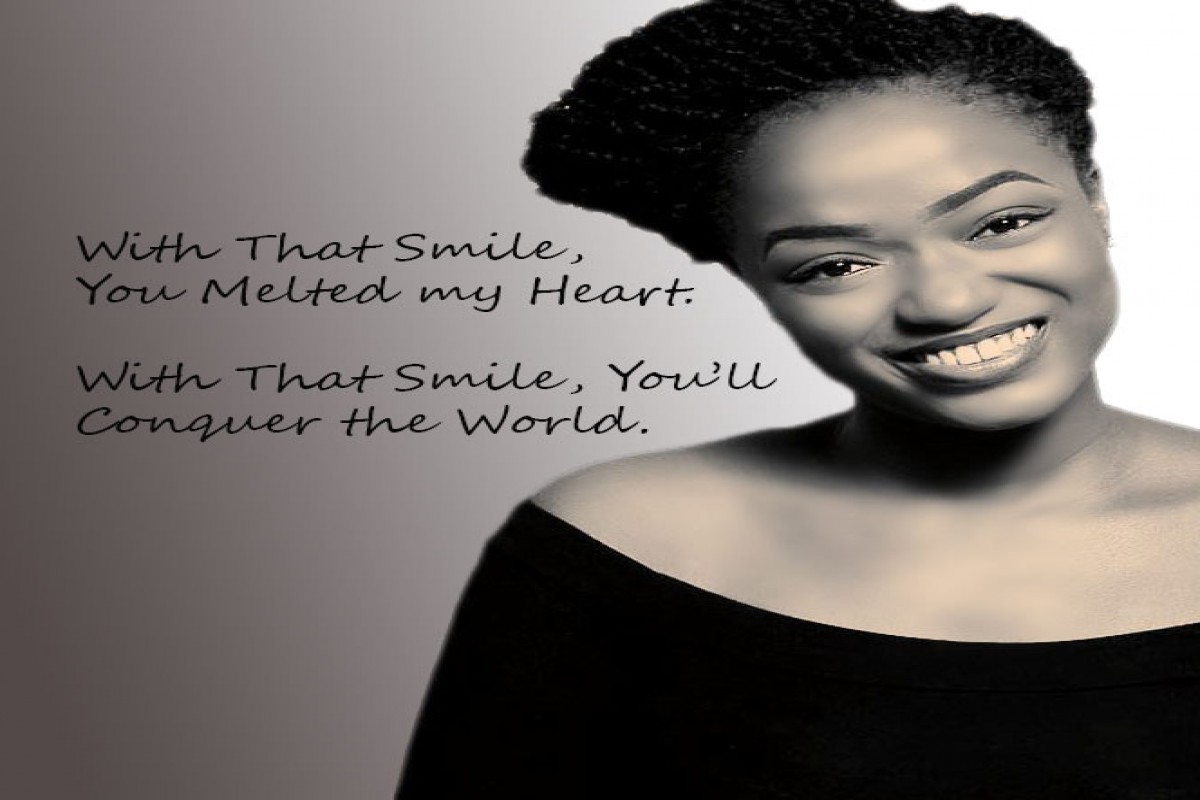 With That Smile,
You Melted my Heart.
With That Smile, You'll
Conquer the World.